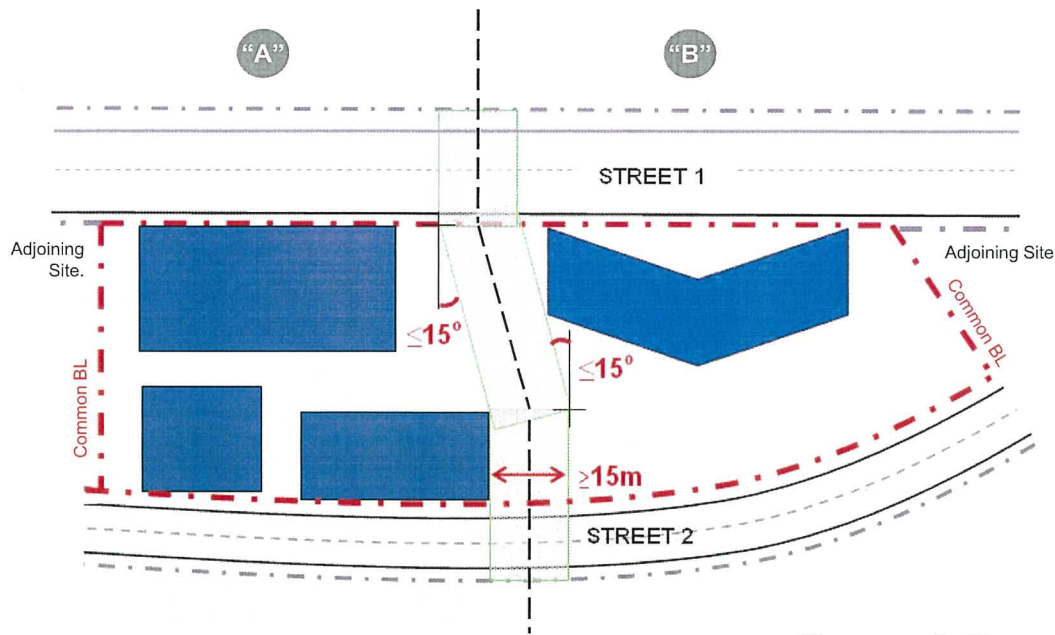 “A”
“B”
STREET 1
Adjoining
Site.
Adjoining Site
Common BL
Common BL
≤15°
≤15°
≥15m
STREET 2